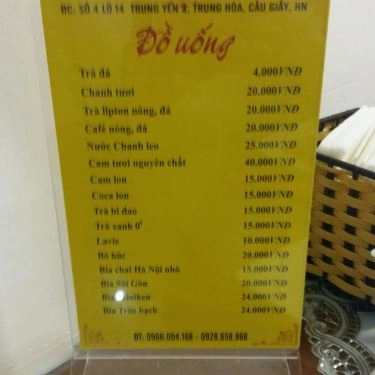 ĐC: SỐ 4 LÔ 14 TRUNG YÊN 9, TRUNG HÒA, CẦU GIẤY, HN
Đồ uống
Trà đá 4.000VNĐ
Chanh tươi 20.000VNĐ
Trà lipton nóng, đá 20.000VNĐ
Cafê nóng, đá 20.000VNĐ
Nước Chanh leo 25.000VNĐ
Cam tươi nguyên chất 40.000VNĐ
Cam lon 15.000VNĐ
Coca lon 15.000VNĐ
Trà bí đao 15.000VNĐ
Trà xanh 0° 15.000VNĐ
Lavie 10.000VNĐ
Bò húc 20.000VNĐ
Bia chai Hà Nội nhỏ 15.000VNĐ
Bia Sài Gòn 20.000VNĐ
Bia Heiniken 24.000VNĐ
Bia Trúc bạch 24.000VNĐ
ĐT: 0966.004.168 - 0928.658.868